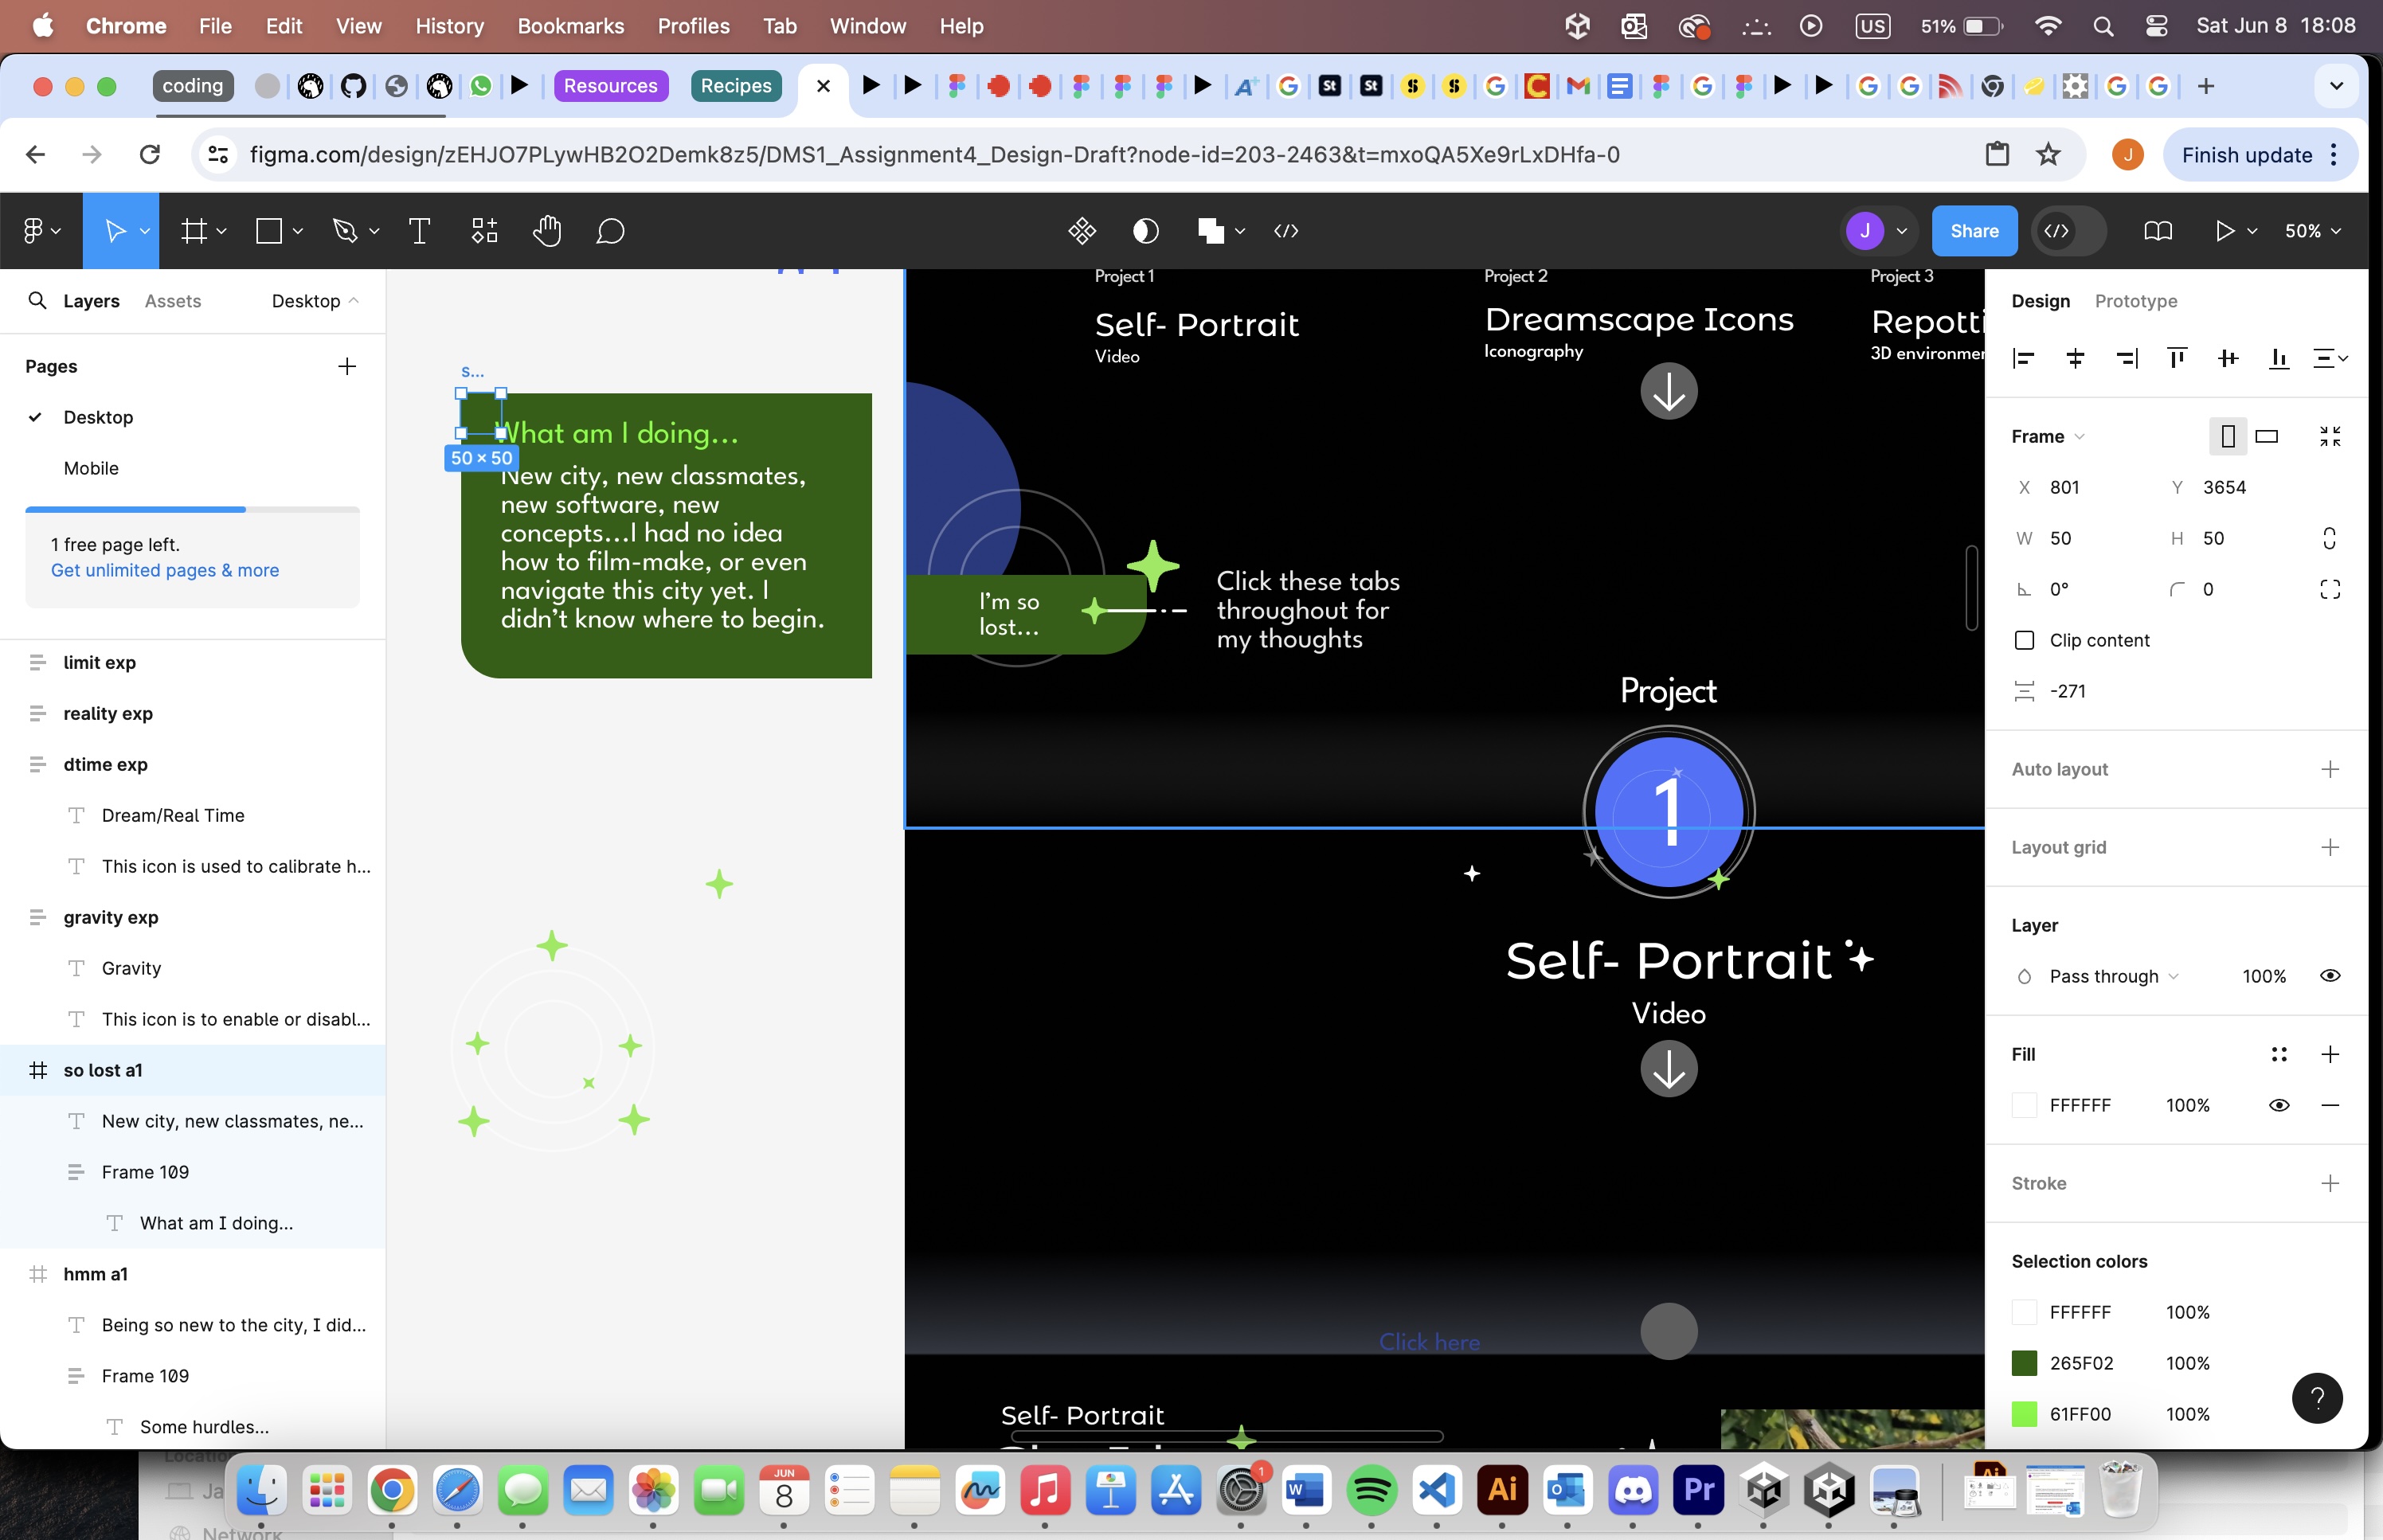 Chrome File Edit View History Bookmarks Profiles Tab Window Help US 51% Sat Jun 8 18:08
coding Resources Recipes
figma.com/design/zEHJO7PLywHB2O2Demk8z5/DMS1_Assignment4_Design-Draft?node-id=203-2463&t=mxoQA5Xe9rLxDHfa-0 J Finish update
J Share 50%
Layers Assets Desktop
Pages
Desktop
Mobile
1 free page left.
Get unlimited pages & more
limit exp
reality exp
dtime exp
Dream/Real Time
This icon is used to calibrate h...
gravity exp
Gravity
This icon is to enable or disabl...
so lost a1
New city, new classmates, ne...
Frame 109
What am I doing...
hmm a1
Being so new to the city, I did...
Frame 109
Some hurdles...
s...
What am I doing...
50 × 50
New city, new classmates,
new software, new
concepts...I had no idea
how to film-make, or even
navigate this city yet. I
didn't know where to begin.
Project 1
Self- Portrait
Video
Project 2
Dreamscape Icons
Iconography
Project 3
Repotti
3D environmen
I'm so
lost...
Click these tabs
throughout for
my thoughts
Project
1
Self- Portrait
Video
Click here
Self- Portrait
Design Prototype
Frame
X 801 Y 3654
W 50 H 50
0° 0
Clip content
-271
Auto layout
Layout grid
Layer
Pass through 100%
Fill
FFFFFF 100%
Stroke
Selection colors
FFFFFF 100%
265F02 100%
61FF00 100%
?
JUN
8
1
Ai
Pr
Network